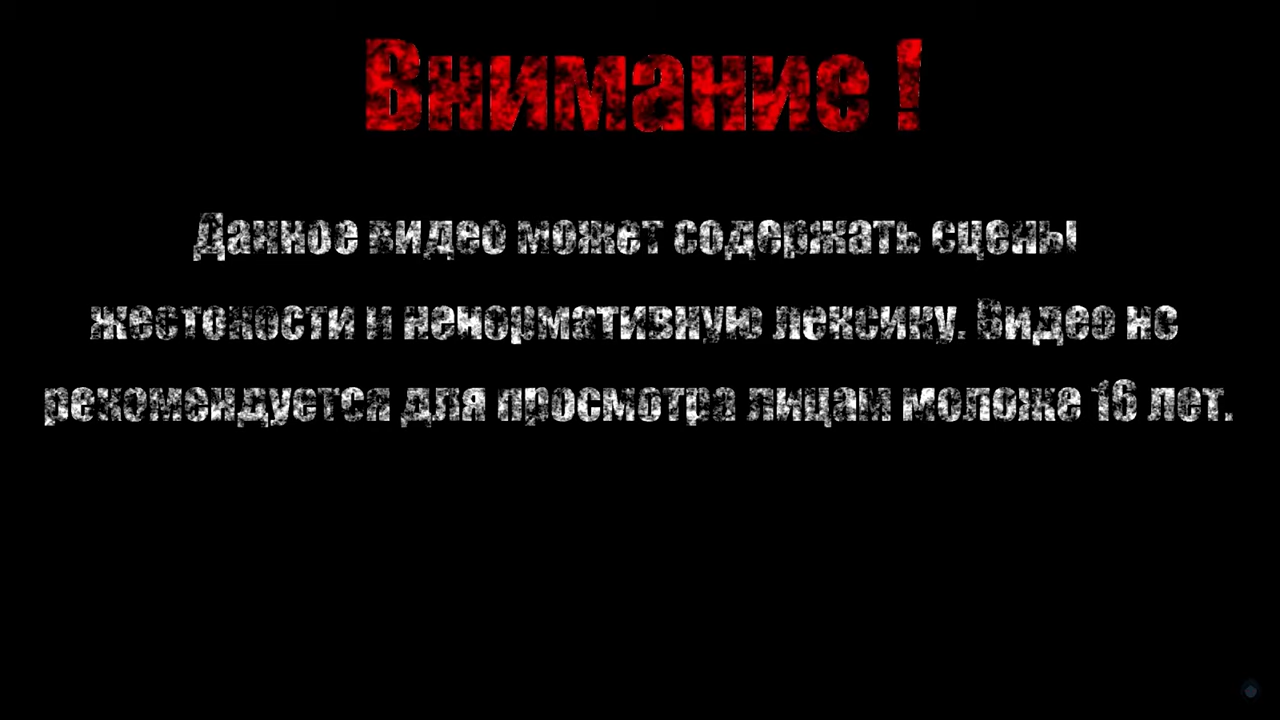 Внимание !
Данное видео может содержать сцены
жестокости и ненормативную лексику. Видео не
рекомендуется для просмотра лицам моложе 16 лет.